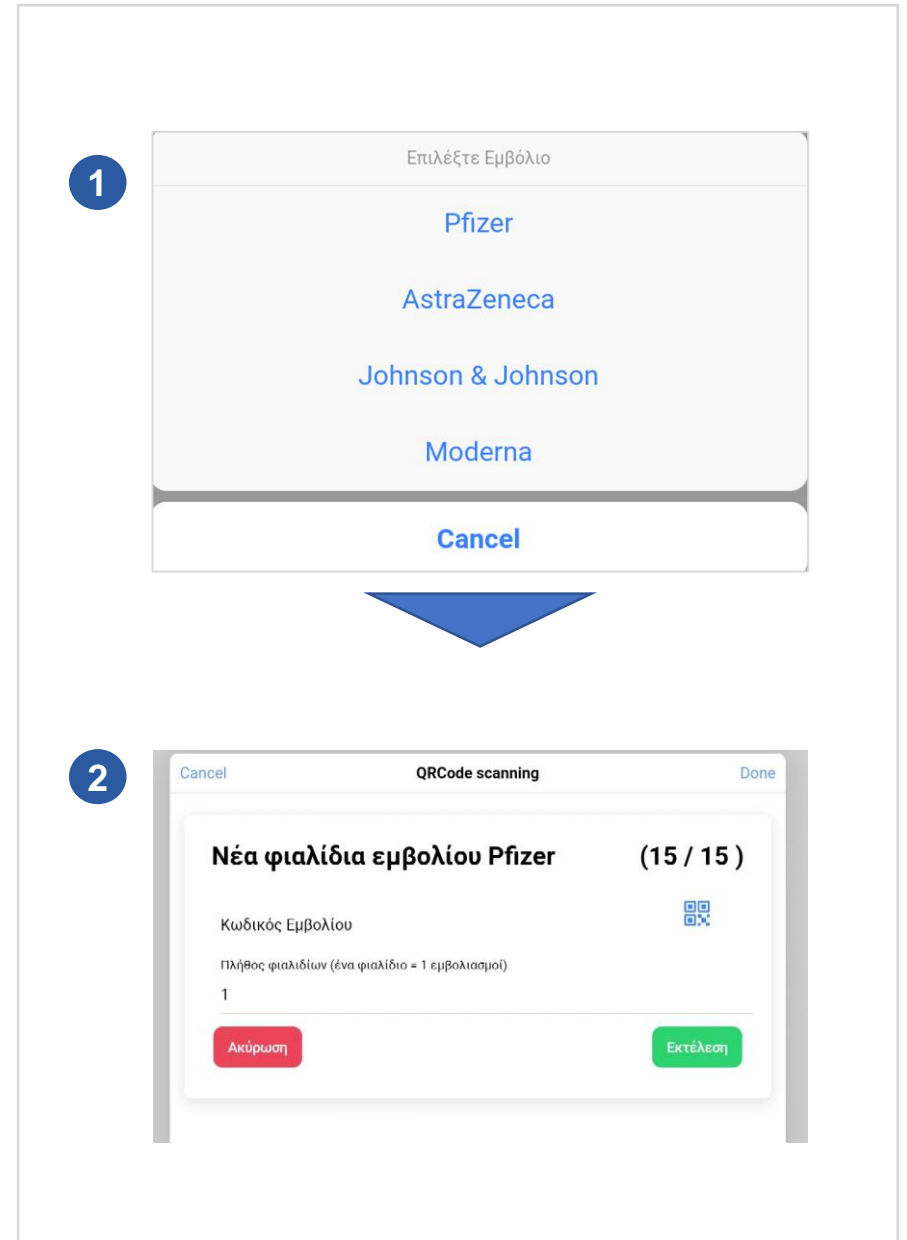 1
Επιλέξτε Εμβόλιο
Pfizer
AstraZeneca
Johnson & Johnson
Moderna
Cancel
2
Cancel QRCode scanning Done
Νέα φιαλίδια εμβολίου Pfizer (15 / 15 )
Κωδικός Εμβολίου
Πλήθος φιαλιδίων (ένα φιαλίδιο = 1 εμβολιασμοί)
1
Ακύρωση Εκτέλεση